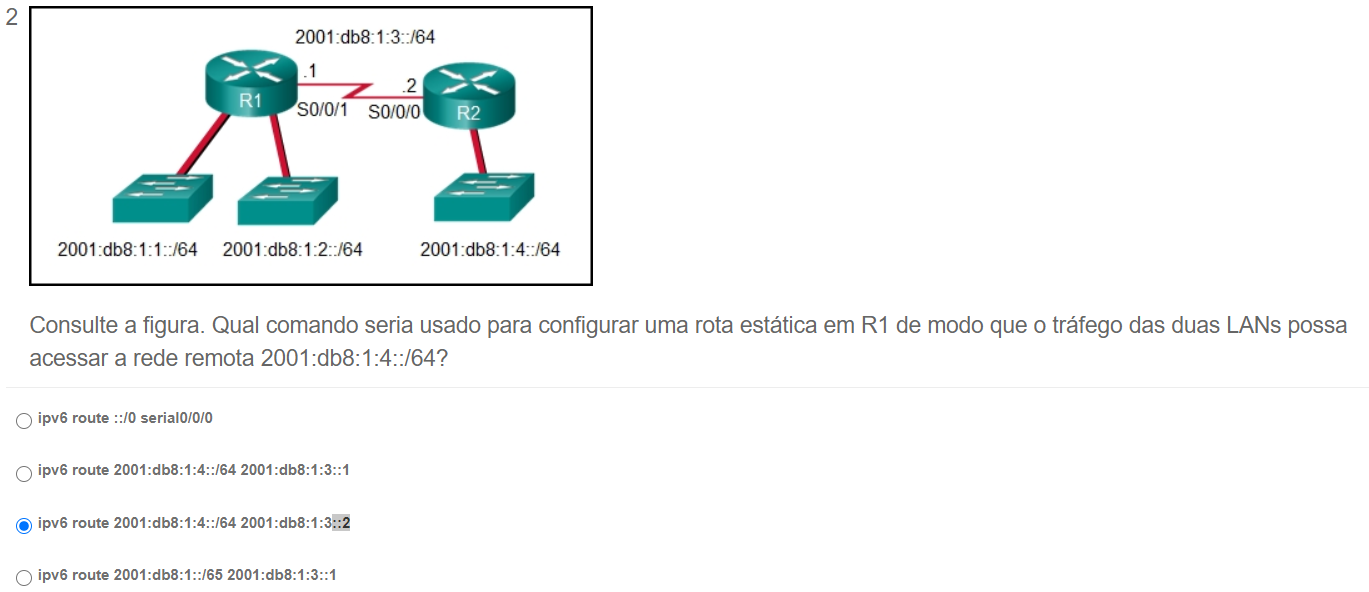 2
2001:db8:1:3::/64
.1
.2
R1
S0/0/1
S0/0/0
R2
2001:db8:1:1::/64
2001:db8:1:2::/64
2001:db8:1:4::/64
Consulte a figura. Qual comando seria usado para configurar uma rota estática em R1 de modo que o tráfego das duas LANs possa
acessar a rede remota 2001:db8:1:4::/64?
ipv6 route ::/0 serial0/0/0
ipv6 route 2001:db8:1:4::/64 2001:db8:1:3::1
ipv6 route 2001:db8:1:4::/64 2001:db8:1:3::2
ipv6 route 2001:db8:1::/65 2001:db8:1:3::1